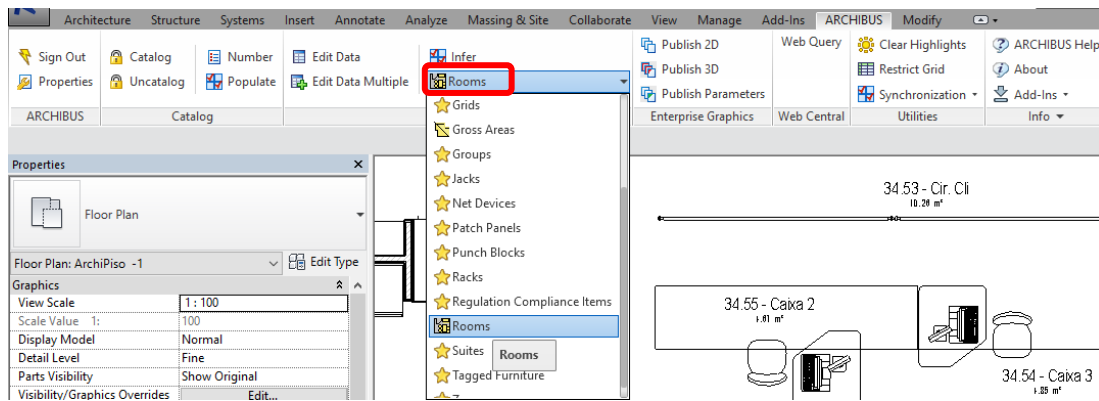 Architecture Structure Systems Insert Annotate Analyze Massing & Site Collaborate View Manage Add-Ins ARCHIBUS Modify
Sign Out Catalog Number Edit Data Infer Publish 2D Web Query Clear Highlights ARCHIBUS Help
Properties Uncatalog Populate Edit Data Multiple Rooms Publish 3D Restrict Grid About
Publish Parameters Synchronization Add-Ins
ARCHIBUS Catalog Enterprise Graphics Web Central Utilities Info
Grids
Gross Areas
Groups
Jacks
Net Devices
Patch Panels
Punch Blocks
Racks
Regulation Compliance Items
Rooms
Suites
Rooms
Tagged Furniture
Properties
Floor Plan
Floor Plan: ArchiPiso -1 Edit Type
Graphics
View Scale 1 : 100
Scale Value 1: 100
Display Model Normal
Detail Level Fine
Parts Visibility Show Original
Visibility/Graphics Overrides Edit...
34.53 - Cir. Cli
10.20 m²
34.55 - Caixa 2
34.54 - Caixa 3